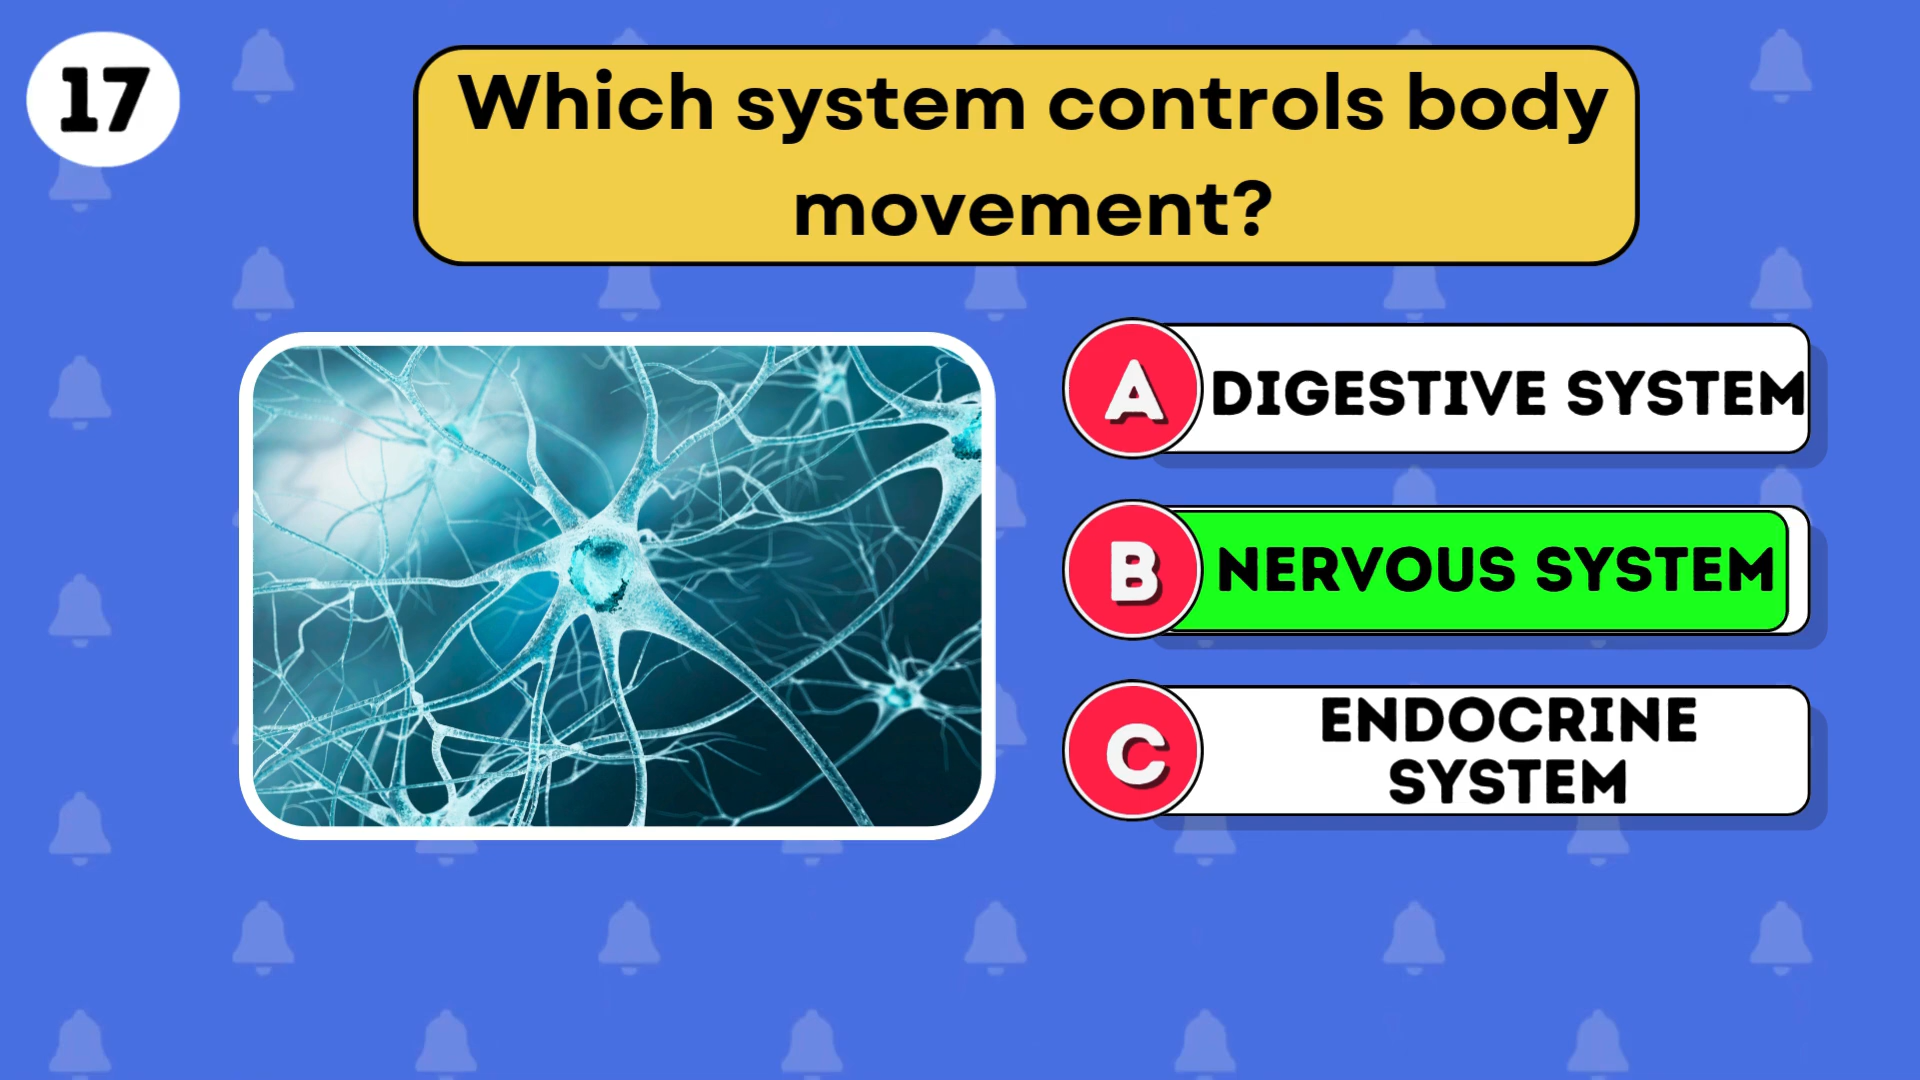 17
Which system controls body
movement?
A DIGESTIVE SYSTEM
B NERVOUS SYSTEM
C ENDOCRINE
SYSTEM